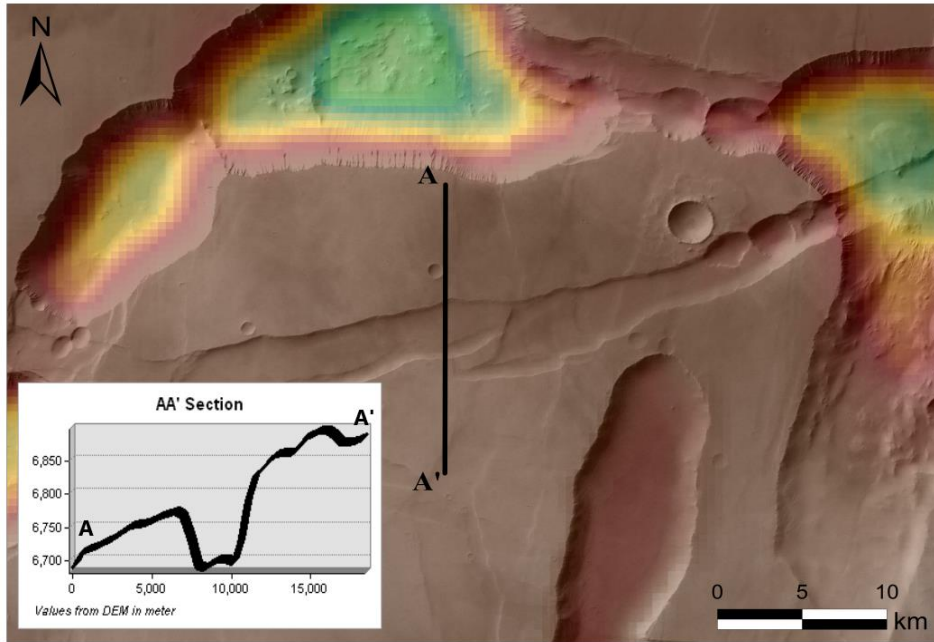 N
A
A'
AA' Section
A'
A
6,850
6,800
6,750
6,700
0 5,000 10,000 15,000
Values from DEM in meter
0 5 10
km